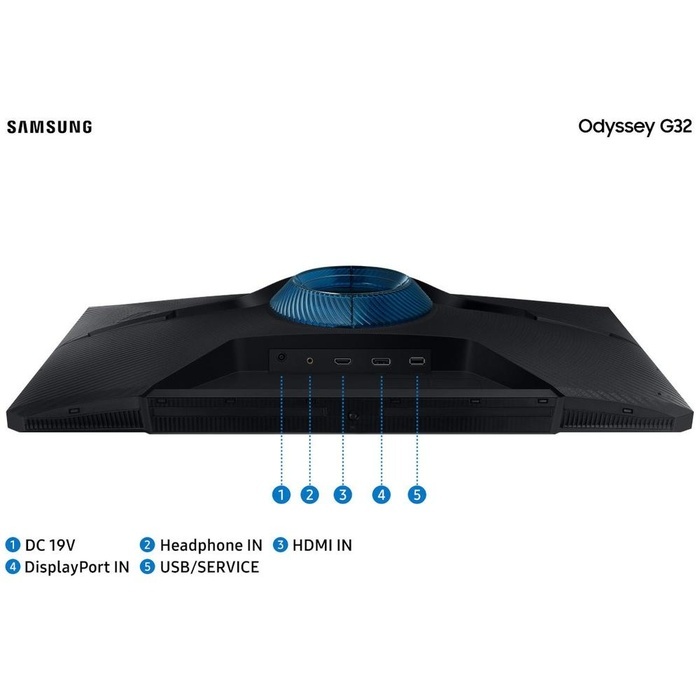 SAMSUNG
Odyssey G32
1 2 3 4 5
1 DC 19V 2 Headphone IN 3 HDMI IN
4 DisplayPort IN 5 USB/SERVICE